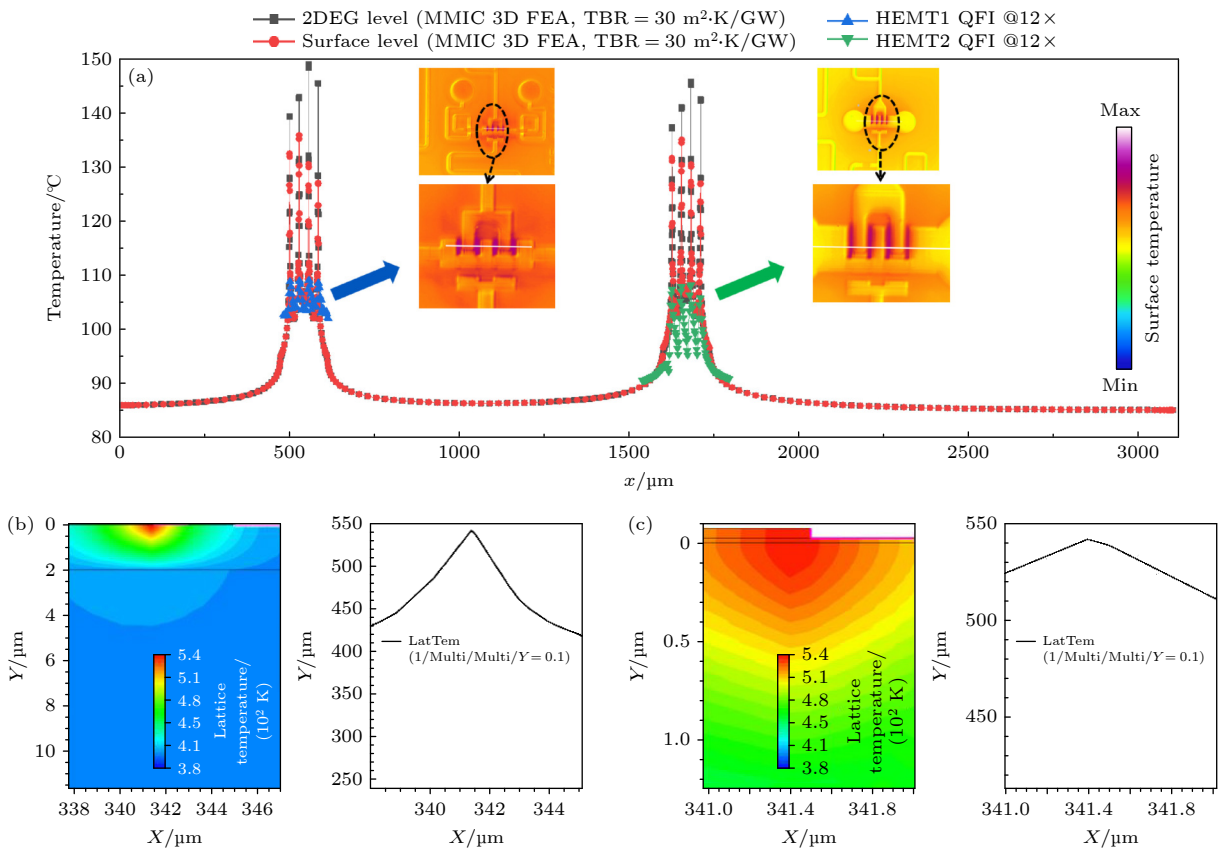 2DEG level (MMIC 3D FEA, TBR = 30 m²·K/GW)
HEMT1 QFI @12×
Surface level (MMIC 3D FEA, TBR = 30 m²·K/GW)
HEMT2 QFI @12×
(a)
Temperature/℃
150
140
130
120
110
100
90
80
0
500
1000
1500
2000
2500
3000
x/μm
Max
Surface temperature
Min
(b)
Y/μm
0
2
4
6
8
10
5.4
5.1
4.8
4.5
4.1
3.8
Lattice
temperature/
(10² K)
338
340
342
344
346
X/μm
Y/μm
550
500
450
400
350
300
250
LatTem
(1/Multi/Multi/Y = 0.1)
340
342
344
X/μm
(c)
Y/μm
0
0.5
1.0
5.4
5.1
4.8
4.5
4.1
3.8
Lattice
temperature/
(10² K)
341.0
341.4
341.8
X/μm
Y/μm
550
520
500
460
440
LatTem
(1/Multi/Multi/Y = 0.1)
341.0
341.5
341.8
X/μm